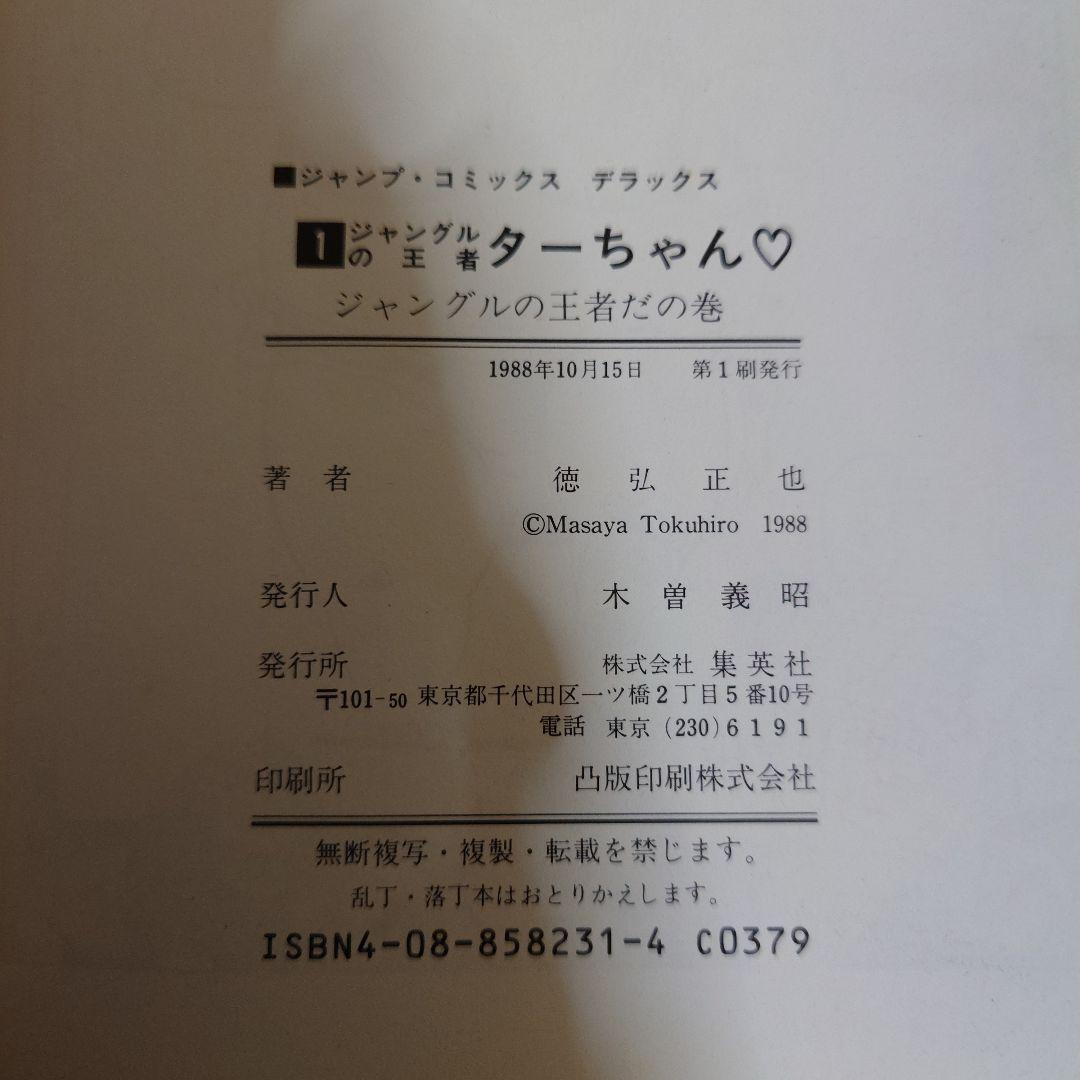 ■ジャンプ・コミックス デラックス
1 ジャングルの王者ターちゃん♡
ジャングルの王者だの巻
1988年10月15日 第1刷発行
著者 徳弘正也
©Masaya Tokuhiro 1988
発行人 木曽義昭
発行所 株式会社 集英社
〒101-50 東京都千代田区一ツ橋2丁目5番10号
電話 東京 (230)6191
印刷所 凸版印刷株式会社
無断複写・複製・転載を禁じます。
乱丁・落丁本はおとりかえします。
ISBN4-08-858231-4 C0379